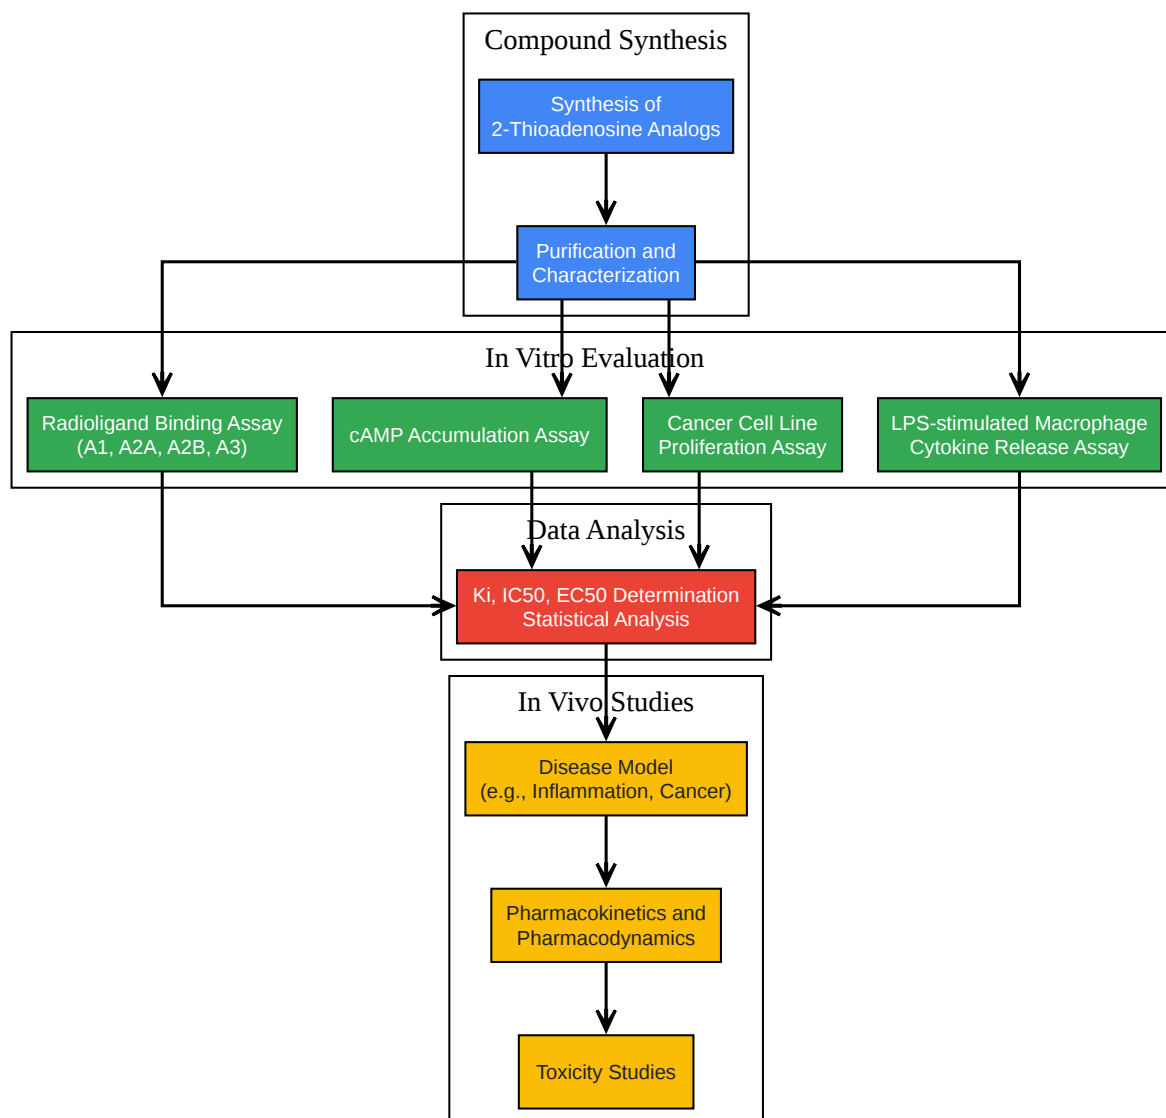 Compound Synthesis
Synthesis of
2-Thioadenosine Analogs
Purification and
Characterization
In Vitro Evaluation
Radioligand Binding Assay
(A1, A2A, A2B, A3)
cAMP Accumulation Assay
Cancer Cell Line
Proliferation Assay
LPS-stimulated Macrophage
Cytokine Release Assay
Data Analysis
Ki, IC50, EC50 Determination
Statistical Analysis
In Vivo Studies
Disease Model
(e.g., Inflammation, Cancer)
Pharmacokinetics and
Pharmacodynamics
Toxicity Studies